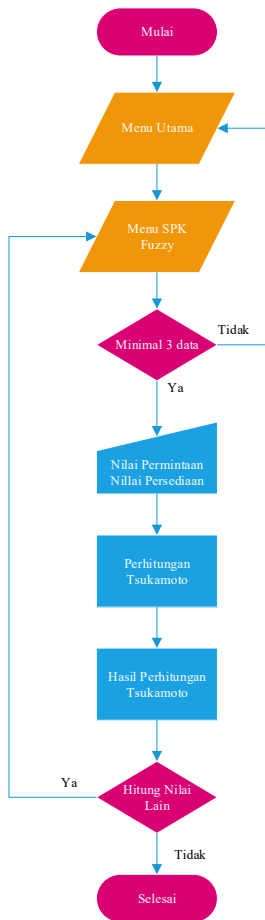 Mulai
Menu Utama
Menu SPK
Fuzzy
Minimal 3 data
Tidak
Ya
Nilai Permintaan
Nillai Persediaan
Perhitungan
Tsukamoto
Hasil Perhitungan
Tsukamoto
Ya
Hitung Nilai
Lain
Tidak
Selesai